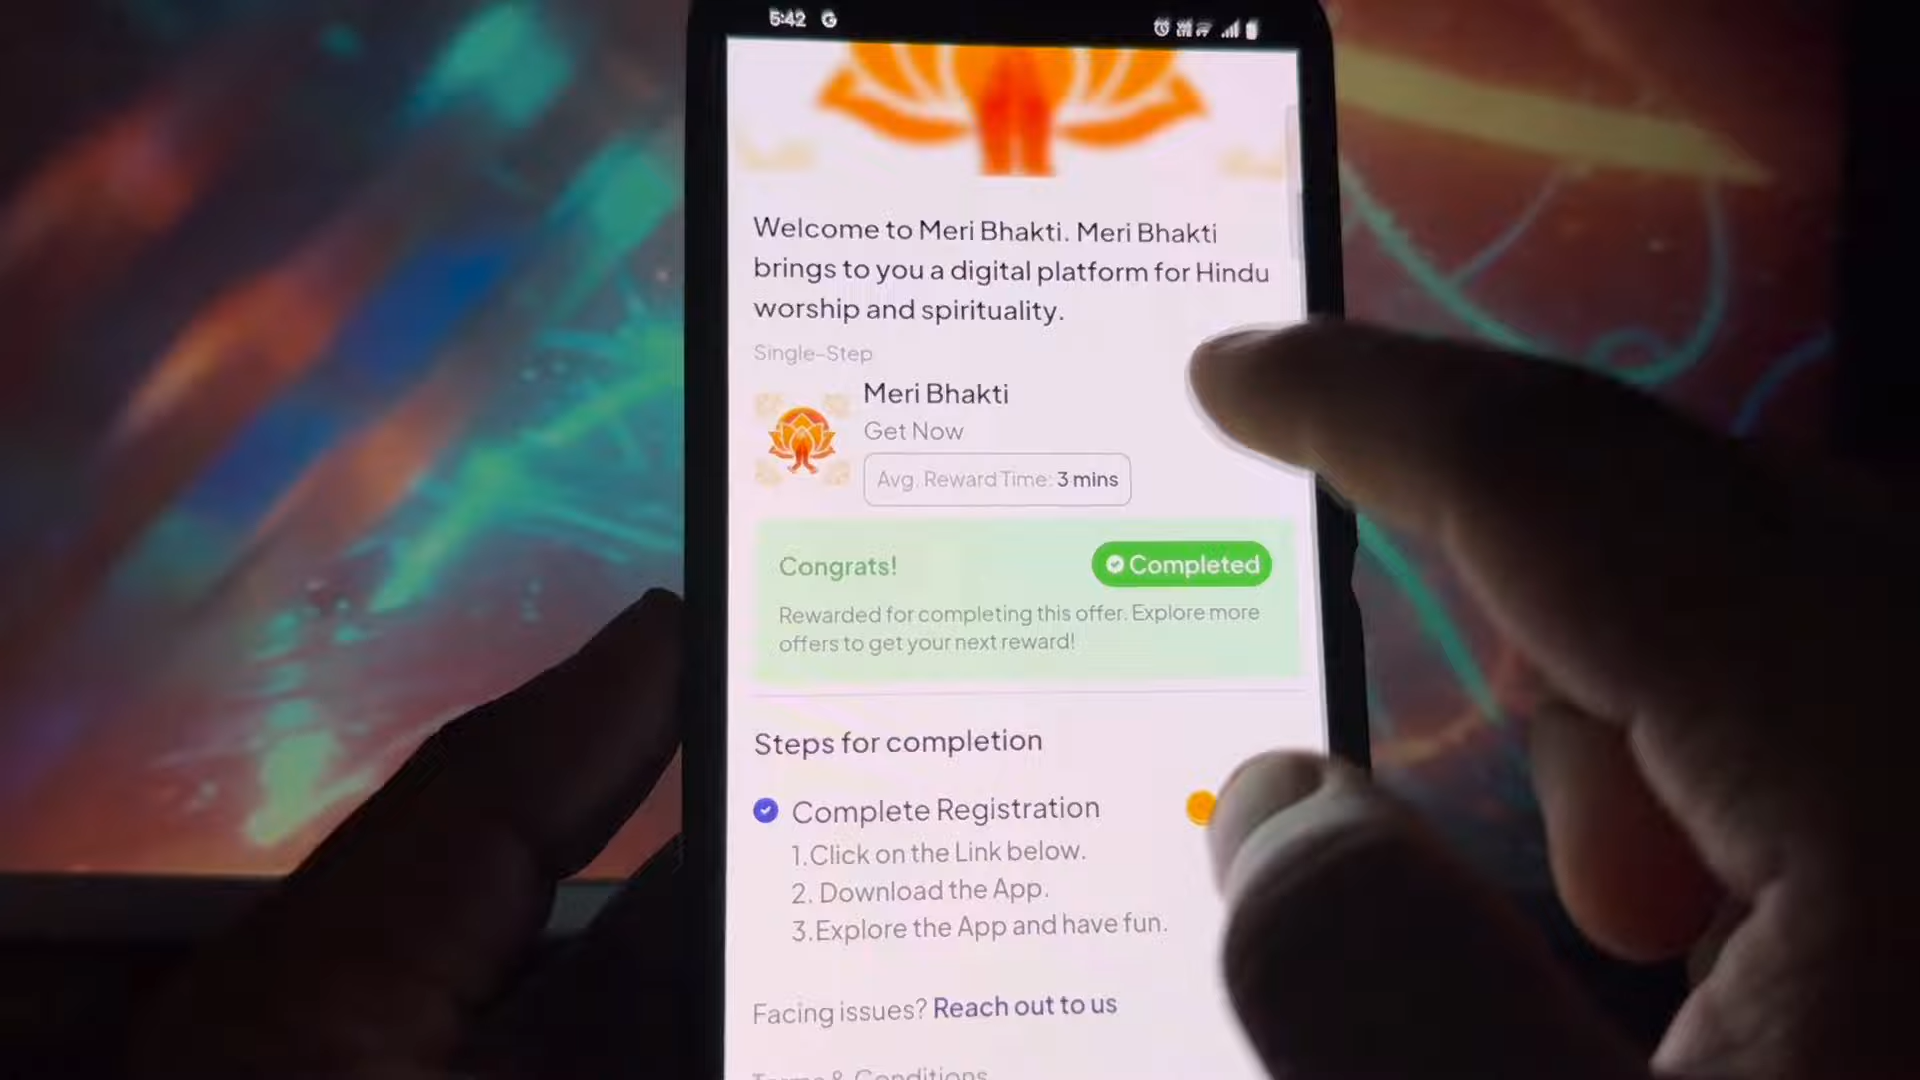 5:42 G
Welcome to Meri Bhakti. Meri Bhakti
brings to you a digital platform for Hindu
worship and spirituality.
Single-Step
Meri Bhakti
Get Now
Avg. Reward Time: 3 mins
Congrats!
Completed
Rewarded for completing this offer. Explore more
offers to get your next reward!
Steps for completion
Complete Registration
1.Click on the Link below.
2. Download the App.
3.Explore the App and have fun.
Facing issues? Reach out to us
Terms & Conditions